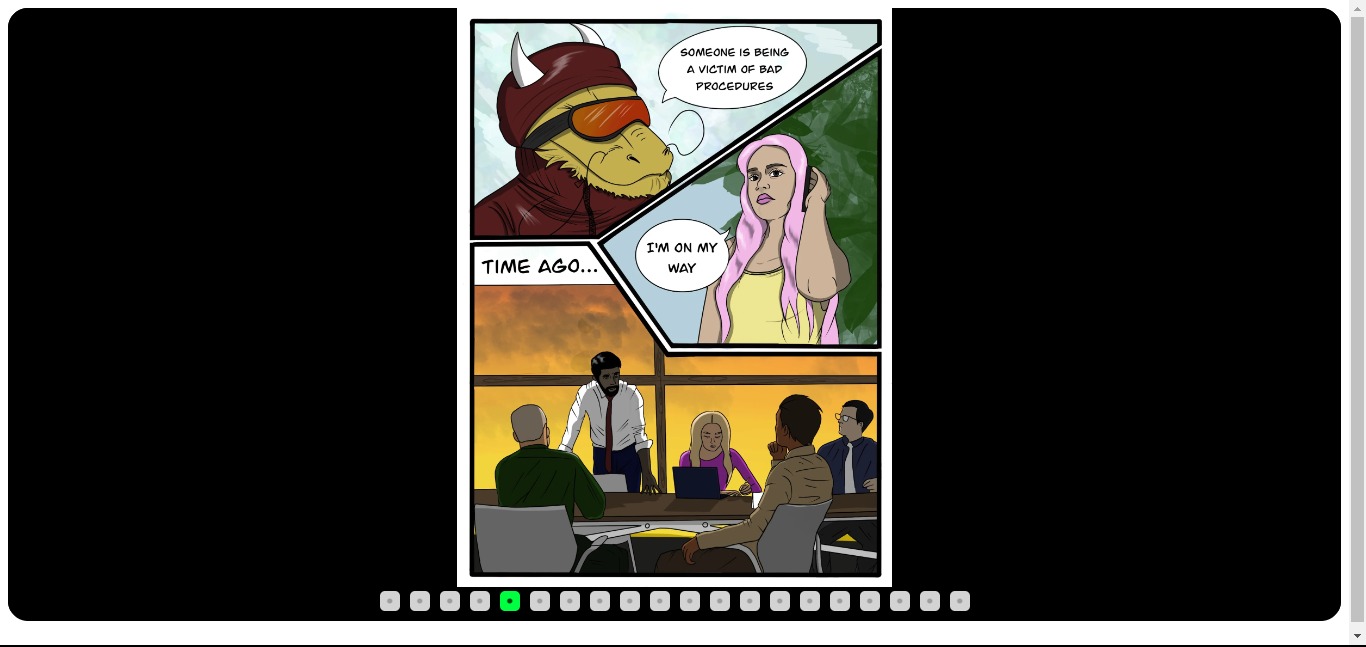 SOMEONE IS BEING
A VICTIM OF BAD
PROCEDURES
I'M ON MY
WAY
TIME AGO...